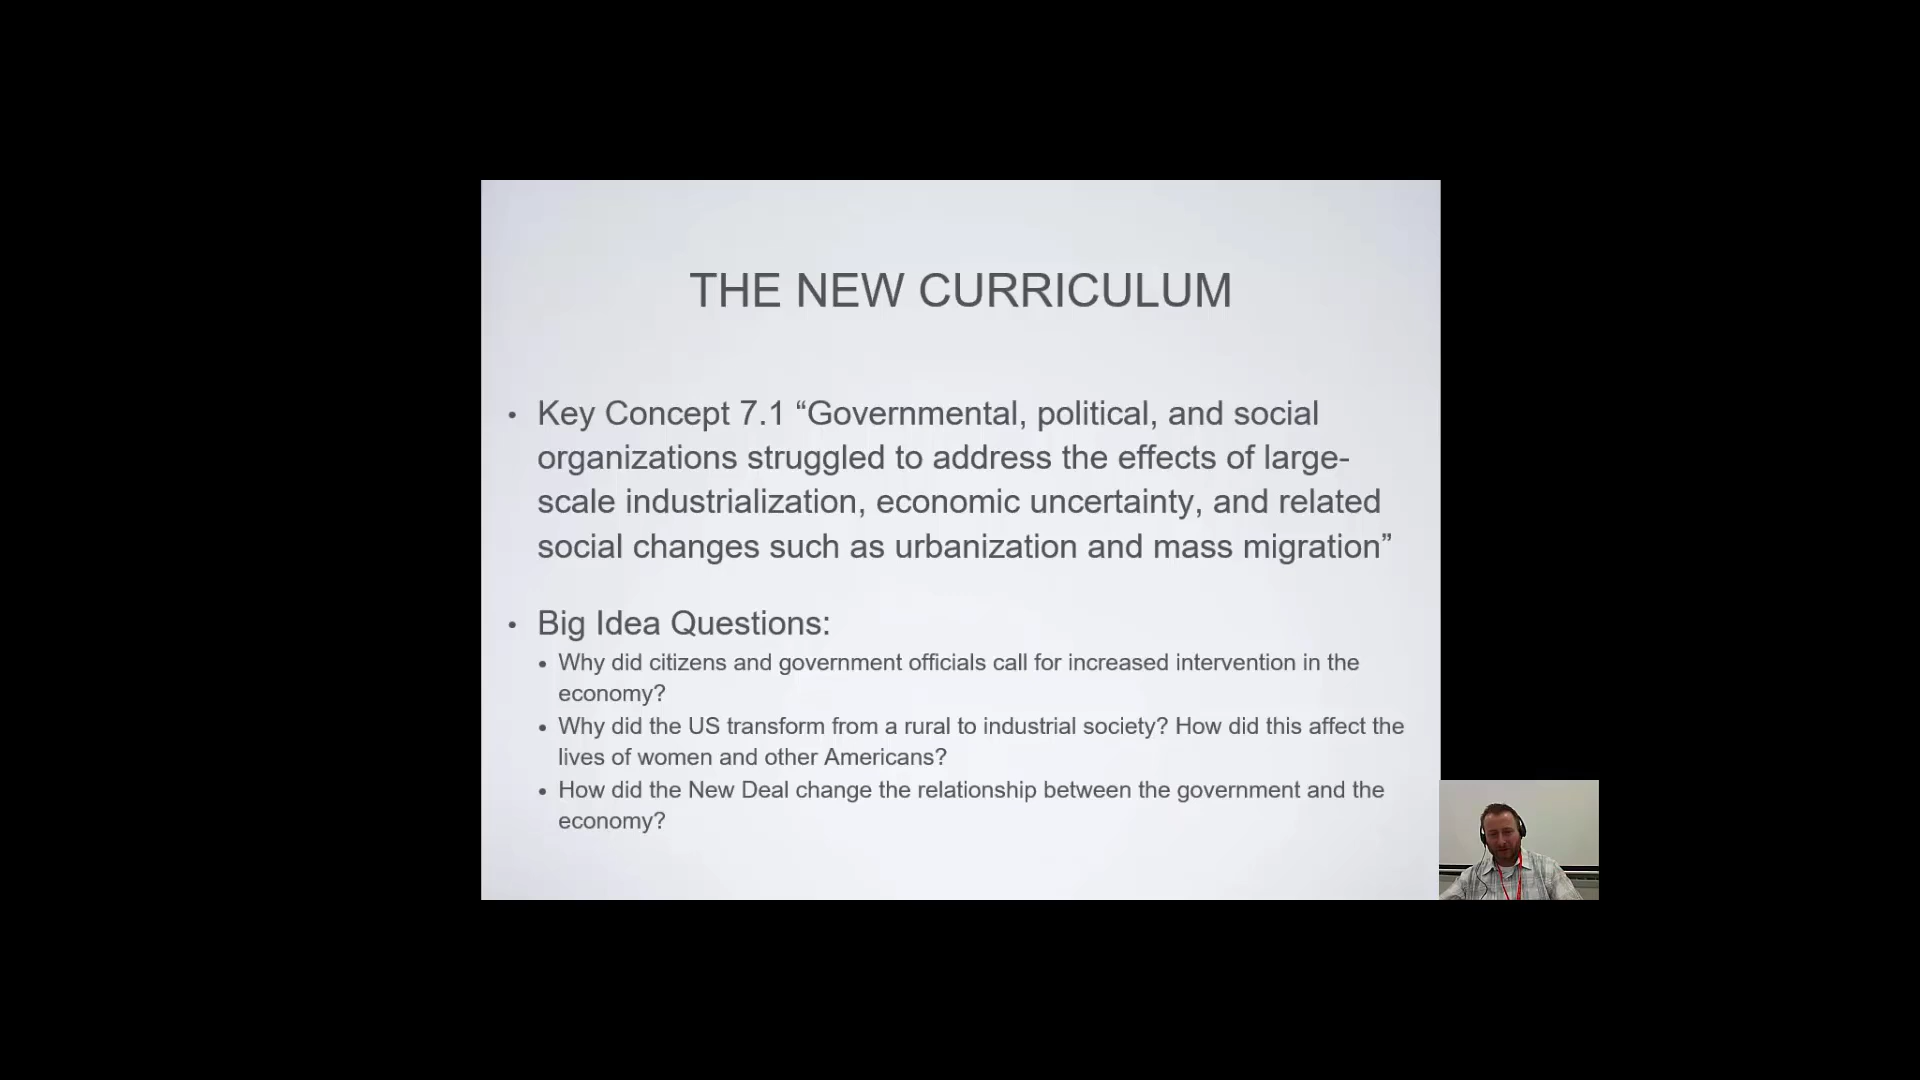 THE NEW CURRICULUM
• Key Concept 7.1 “Governmental, political, and social
organizations struggled to address the effects of large-
scale industrialization, economic uncertainty, and related
social changes such as urbanization and mass migration”
• Big Idea Questions:
• Why did citizens and government officials call for increased intervention in the
economy?
• Why did the US transform from a rural to industrial society? How did this affect the
lives of women and other Americans?
• How did the New Deal change the relationship between the government and the
economy?